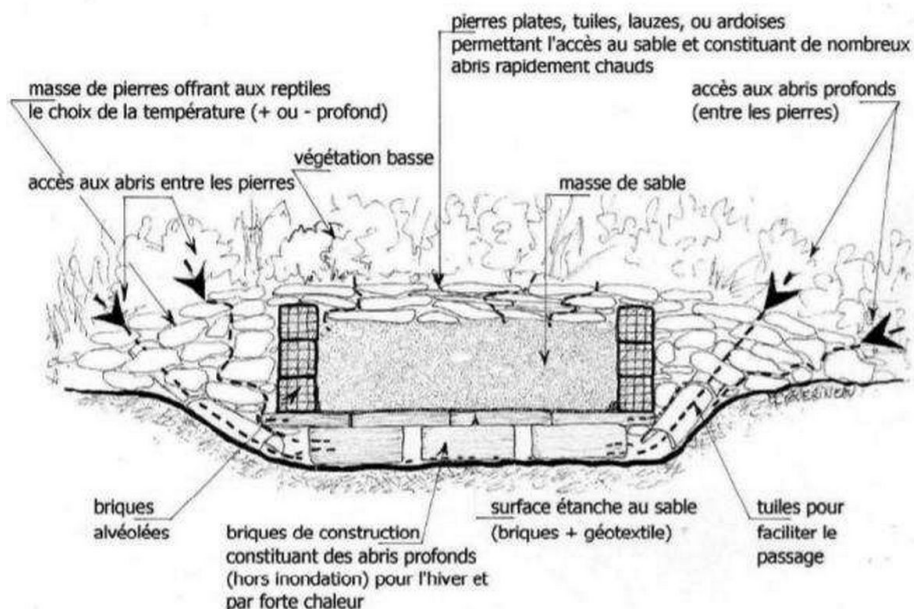 pierres plates, tuiles, lauzes, ou ardoises
permettant l'accès au sable et constituant de nombreux
abris rapidement chauds
masse de pierres offrant aux reptiles
le choix de la température (+ ou - profond)
accès aux abris profonds
(entre les pierres)
végétation basse
accès aux abris entre les pierres
masse de sable
briques
alvéolées
briques de construction
constituant des abris profonds
(hors inondation) pour l'hiver et
par forte chaleur
surface étanche au sable
(briques + géotextile)
tuiles pour
faciliter le
passage